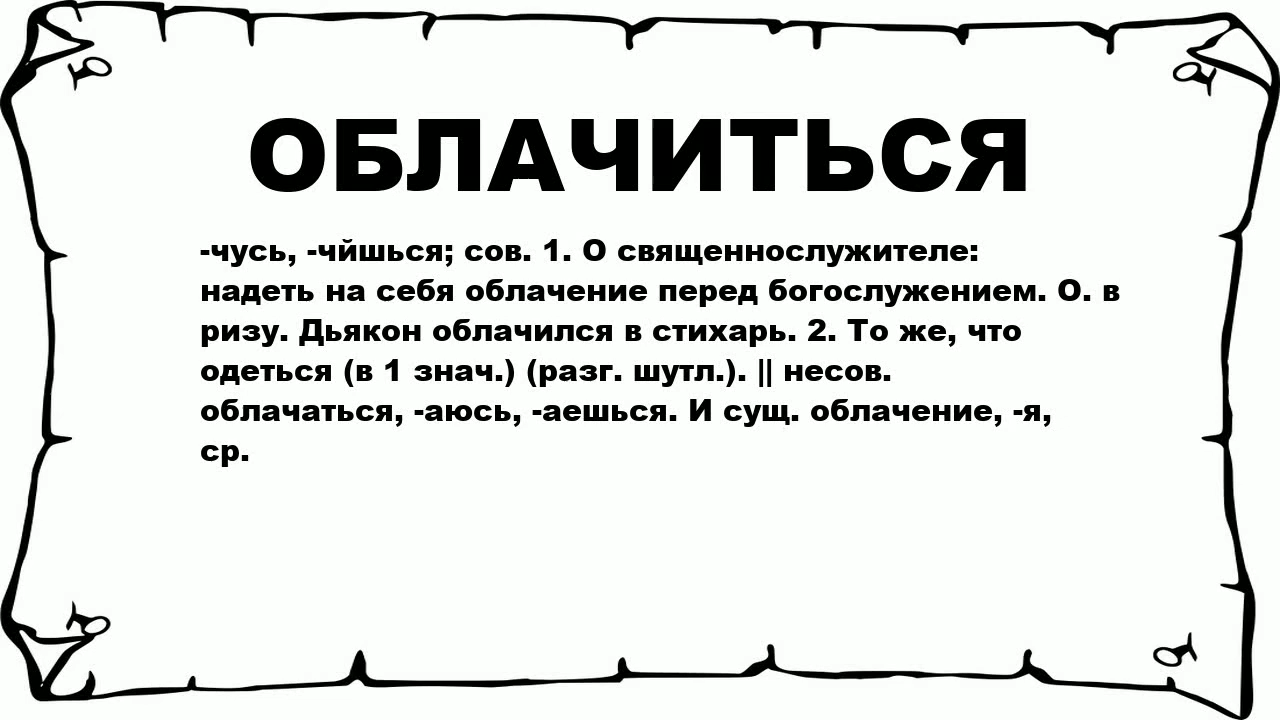 ОБЛАЧИТЬСЯ
-чусь, -чйшься; сов. 1. О священнослужителе:
надеть на себя облачение перед богослужением. О. в
ризу. Дьякон облачился в стихарь. 2. То же, что
одеться (в 1 знач.) (разг. шутл.). || несов.
облачаться, -аюсь, -аешься. И сущ. облачение, -я,
ср.